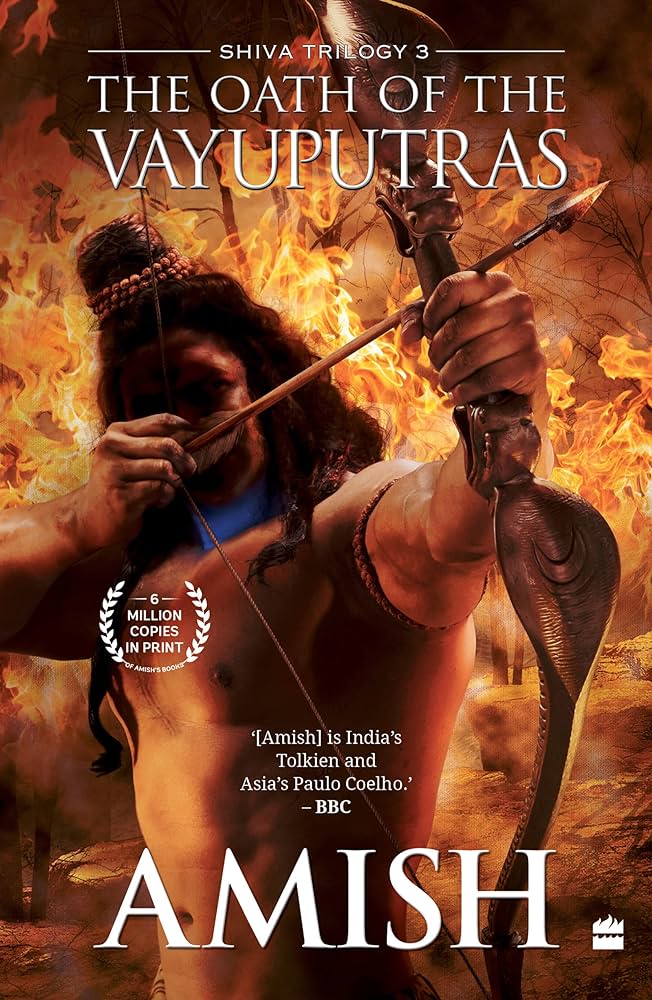 SHIVA TRILOGY 3
THE OATH OF THE
VAYUPUTRAS
6
MILLION
COPIES
IN PRINT
OF AMISH'S BOOKS
‘[Amish] is India’s
Tolkien and
Asia’s Paulo Coelho.’
– BBC
AMISH